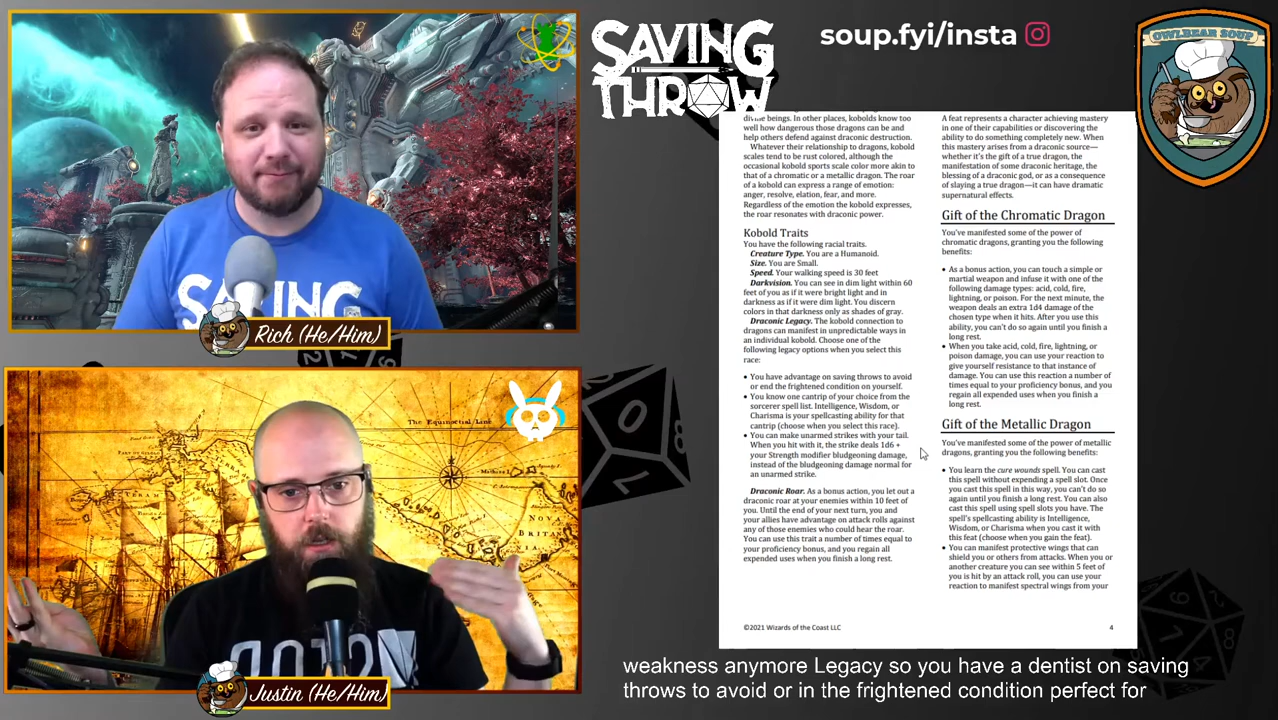 SAVING
THROW
soup.fyi/insta
OWLBEAR SOUP
Rich (He/Him)
The Equinoctial Line
Justin (He/Him)
divine beings. In other places, kobolds know too
well how dangerous those dragons can be and
help others defend against draconic destruction.
Whatever their relationship to dragons, kobold
scales tend to be rust colored, although the
occasional kobold sports scale color more akin to
that of a chromatic or a metallic dragon. The roar
of a kobold can express a range of emotion:
anger, resolve, elation, fear, and more.
Regardless of the emotion the kobold expresses,
the roar resonates with draconic power.
Kobold Traits
You have the following racial traits.
Creature Type. You are a Humanoid.
Size. You are Small.
Speed. Your walking speed is 30 feet
Darkvision. You can see in dim light within 60
feet of you as if it were bright light and in
darkness as if it were dim light. You discern
colors in that darkness only as shades of gray.
Draconic Legacy. The kobold connection to
dragons can manifest in unpredictable ways in
an individual kobold. Choose one of the
following legacy options when you select this
race:
• You have advantage on saving throws to avoid
or end the frightened condition on yourself.
• You know one cantrip of your choice from the
sorcerer spell list. Intelligence, Wisdom, or
Charisma is your spellcasting ability for that
cantrip (choose when you select this race).
• You can make unarmed strikes with your tail.
When you hit with it, the strike deals 1d6 +
your Strength modifier bludgeoning damage,
instead of the bludgeoning damage normal for
an unarmed strike.
Draconic Roar. As a bonus action, you let out a
draconic roar at your enemies within 10 feet of
you. Until the end of your next turn, you and
your allies have advantage on attack rolls against
any of those enemies who could hear the roar.
You can use this trait a number of times equal to
your proficiency bonus, and you regain all
expended uses when you finish a long rest.
A feat represents a character achieving mastery
in one of their capabilities or discovering the
ability to do something completely new. When
this mastery arises from a draconic source—
whether it's the gift of a true dragon, the
manifestation of some draconic heritage, the
blessing of a draconic god, or as a consequence
of slaying a true dragon—it can have dramatic
supernatural effects.
Gift of the Chromatic Dragon
You've manifested some of the power of
chromatic dragons, granting you the following
benefits:
• As a bonus action, you can touch a simple or
martial weapon and infuse it with one of the
following damage types: acid, cold, fire,
lightning, or poison. For the next minute, the
weapon deals an extra 1d4 damage of the
chosen type when it hits. After you use this
ability, you can't do so again until you finish a
long rest.
• When you take acid, cold, fire, lightning, or
poison damage, you can use your reaction to
give yourself resistance to that instance of
damage. You can use this reaction a number of
times equal to your proficiency bonus, and you
regain all expended uses when you finish a
long rest.
Gift of the Metallic Dragon
You've manifested some of the power of metallic
dragons, granting you the following benefits:
• You learn the cure wounds spell. You can cast
this spell without expending a spell slot. Once
you cast this spell in this way, you can't do so
again until you finish a long rest. You can also
cast this spell using spell slots you have. The
spell's spellcasting ability is Intelligence,
Wisdom, or Charisma when you cast it with
this feat (choose when you gain the feat).
• You can manifest protective wings that can
shield you or others from attacks. When you or
another creature you can see within 5 feet of
you is hit by an attack roll, you can use your
reaction to manifest spectral wings from your
©2021 Wizards of the Coast LLC
4
weakness anymore Legacy so you have a dentist on saving
throws to avoid or in the frightened condition perfect for